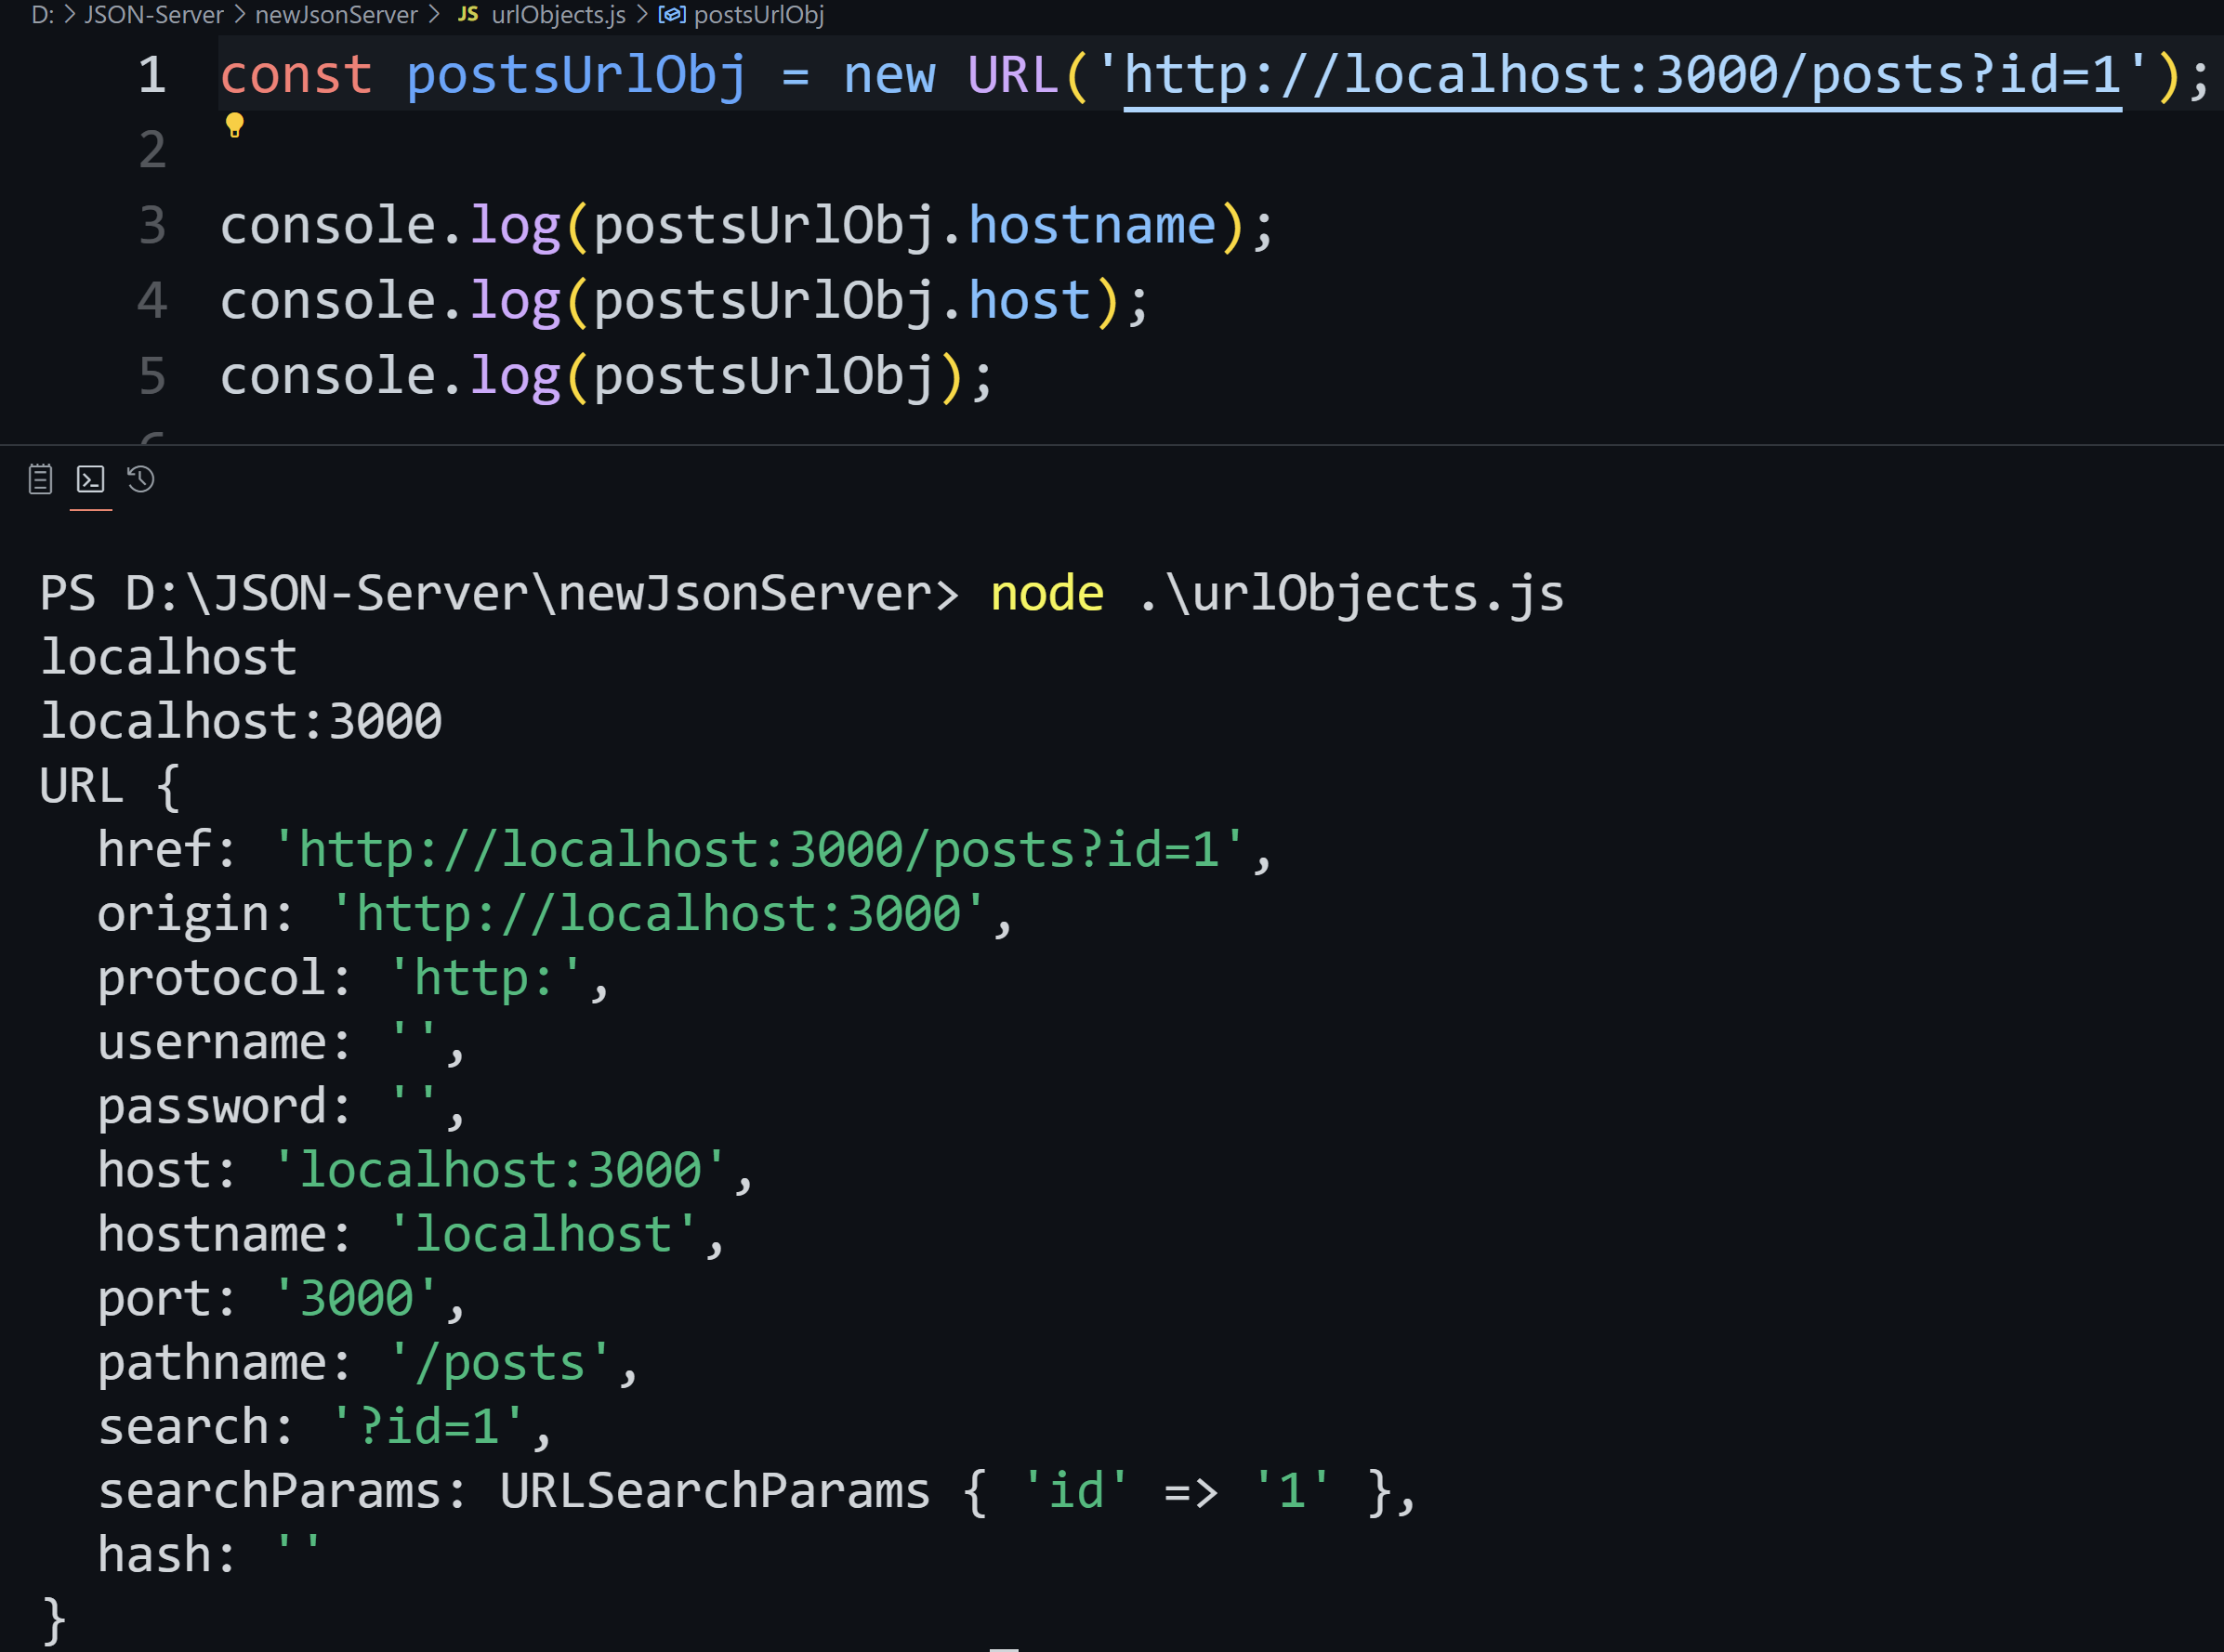 D: > JSON-Server > newJsonServer > JS urlObjects.js > postsUrlObj
1 const postsUrlObj = new URL('http://localhost:3000/posts?id=1');
2
3 console.log(postsUrlObj.hostname);
4 console.log(postsUrlObj.host);
5 console.log(postsUrlObj);
PS D:\JSON-Server\newJsonServer> node .\urlObjects.js
localhost
localhost:3000
URL {
  href: 'http://localhost:3000/posts?id=1',
  origin: 'http://localhost:3000',
  protocol: 'http:',
  username: '',
  password: '',
  host: 'localhost:3000',
  hostname: 'localhost',
  port: '3000',
  pathname: '/posts',
  search: '?id=1',
  searchParams: URLSearchParams { 'id' => '1' },
  hash: ''
}